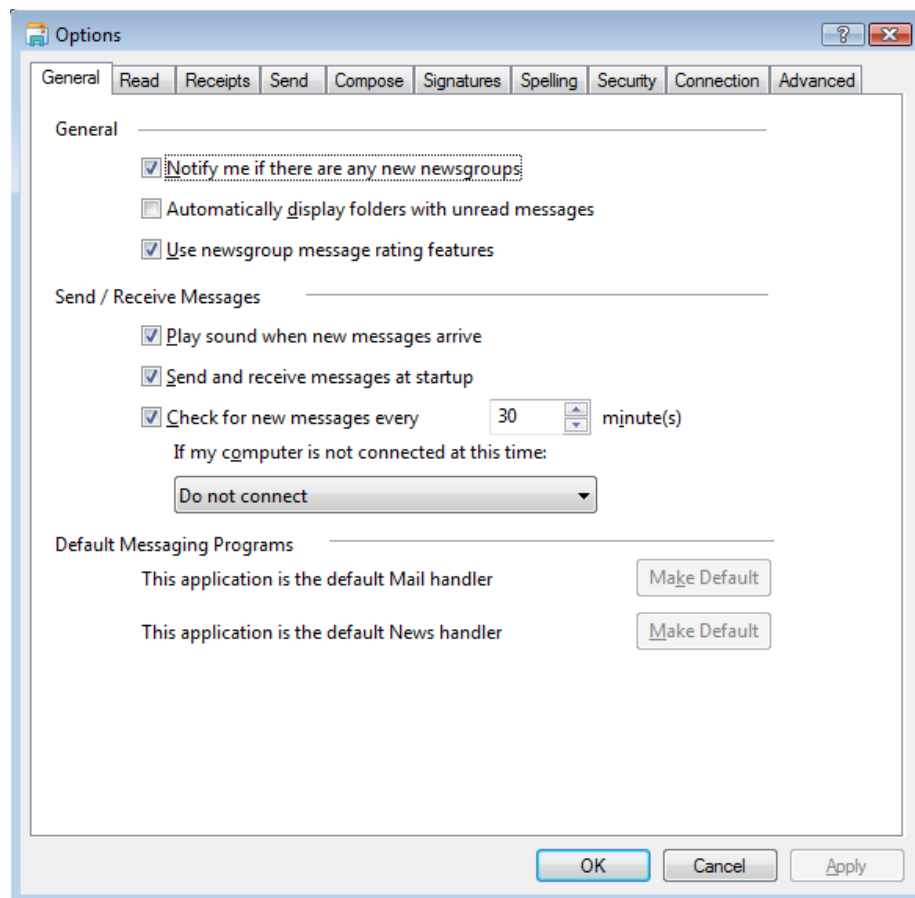 Options
General Read Receipts Send Compose Signatures Spelling Security Connection Advanced
General
Notify me if there are any new newsgroups
Automatically display folders with unread messages
Use newsgroup message rating features
Send / Receive Messages
Play sound when new messages arrive
Send and receive messages at startup
Check for new messages every 30 minute(s)
If my computer is not connected at this time:
Do not connect
Default Messaging Programs
This application is the default Mail handler Make Default
This application is the default News handler Make Default
OK Cancel Apply